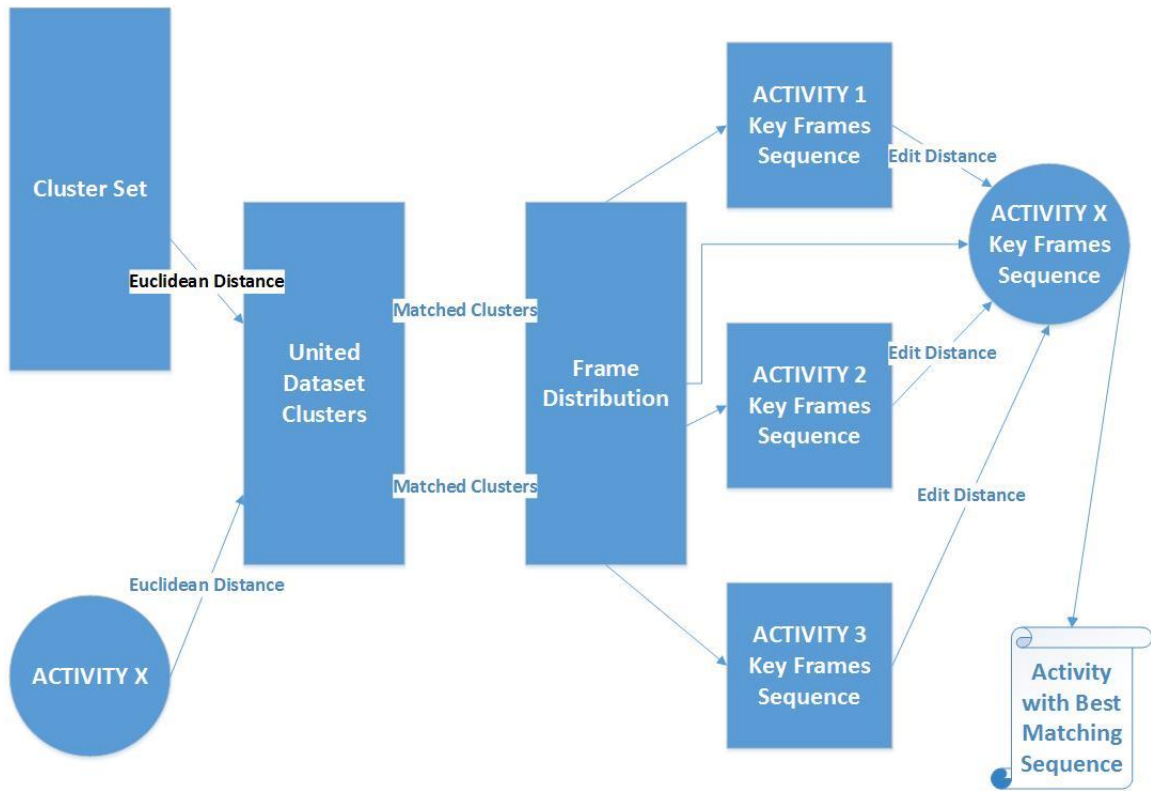 Cluster Set
Euclidean Distance
United
Dataset
Clusters
Euclidean Distance
ACTIVITY X
Matched Clusters
Matched Clusters
Frame
Distribution
ACTIVITY 1
Key Frames
Sequence
Edit Distance
ACTIVITY X
Key Frames
Sequence
ACTIVITY 2
Key Frames
Sequence
Edit Distance
ACTIVITY 3
Key Frames
Sequence
Edit Distance
Activity
with Best
Matching
Sequence